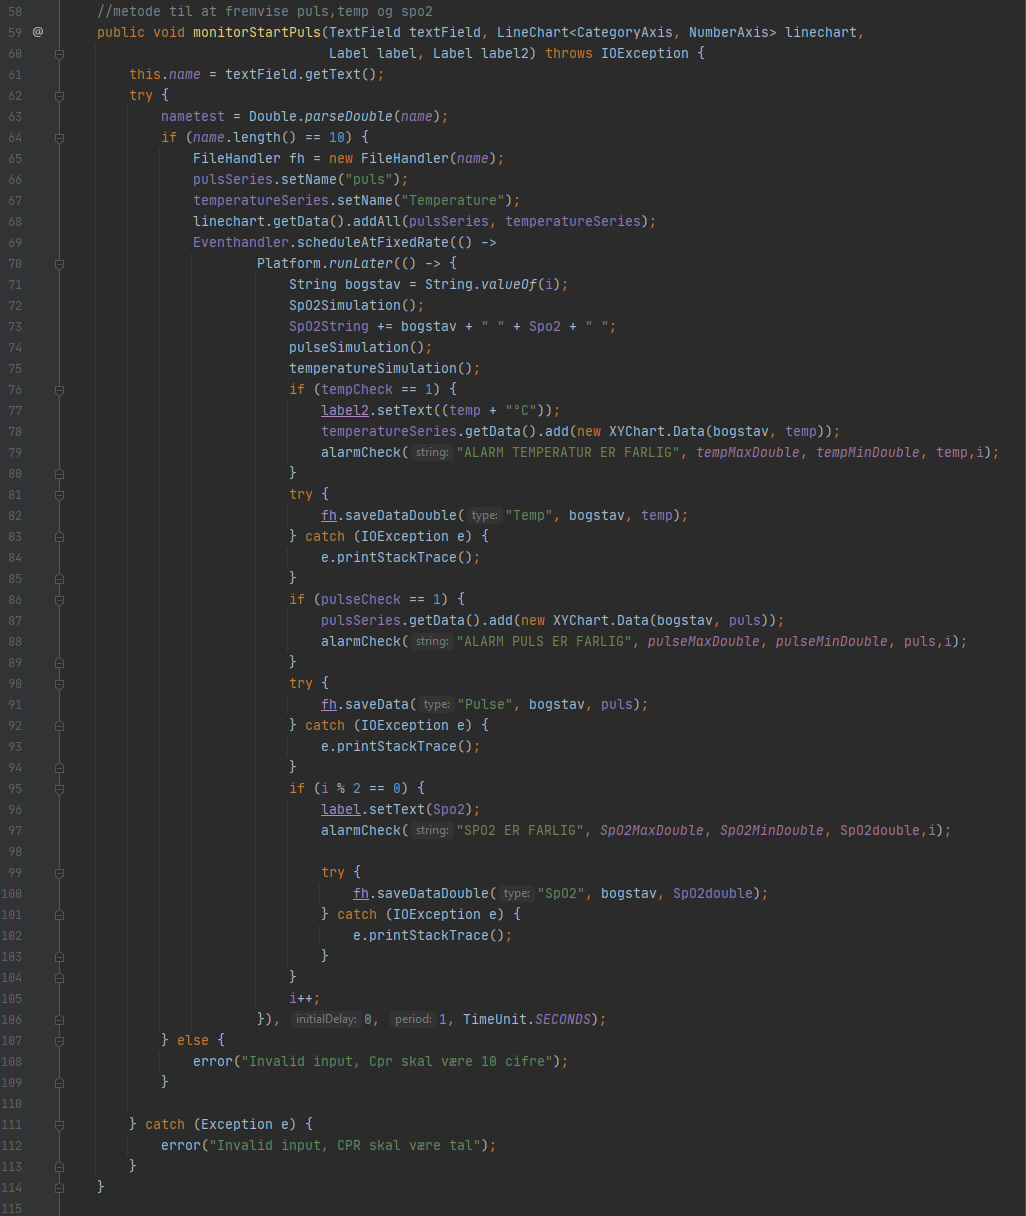 58 //metode til at fremvise puls,temp og spo2
59 @ public void monitorStartPuls(TextField textField, LineChart<CategoryAxis, NumberAxis> linechart,
60 Label label, Label label2) throws IOException {
61 this.name = textField.getText();
62 try {
63 nametest = Double.parseDouble(name);
64 if (name.length() == 10) {
65 FileHandler fh = new FileHandler(name);
66 pulsSeries.setName("puls");
67 temperatureSeries.setName("Temperature");
68 linechart.getData().addAll(pulsSeries, temperatureSeries);
69 Eventhandler.scheduleAtFixedRate(() ->
70 Platform.runLater(() -> {
71 String bogstav = String.valueOf(i);
72 SpO2Simulation();
73 SpO2String += bogstav + " " + Spo2 + " ";
74 pulseSimulation();
75 temperatureSimulation();
76 if (tempCheck == 1) {
77 label2.setText((temp + "°C"));
78 temperatureSeries.getData().add(new XYChart.Data(bogstav, temp));
79 alarmCheck( string: "ALARM TEMPERATUR ER FARLIG", tempMaxDouble, tempMinDouble, temp,i);
80 }
81 try {
82 fh.saveDataDouble( type: "Temp", bogstav, temp);
83 } catch (IOException e) {
84 e.printStackTrace();
85 }
86 if (pulseCheck == 1) {
87 pulsSeries.getData().add(new XYChart.Data(bogstav, puls));
88 alarmCheck( string: "ALARM PULS ER FARLIG", pulseMaxDouble, pulseMinDouble, puls,i);
89 }
90 try {
91 fh.saveData( type: "Pulse", bogstav, puls);
92 } catch (IOException e) {
93 e.printStackTrace();
94 }
95 if (i % 2 == 0) {
96 label.setText(Spo2);
97 alarmCheck( string: "SPO2 ER FARLIG", SpO2MaxDouble, SpO2MinDouble, SpO2double,i);
98
99 try {
100 fh.saveDataDouble( type: "SpO2", bogstav, SpO2double);
101 } catch (IOException e) {
102 e.printStackTrace();
103 }
104 }
105 i++;
106 }), initialDelay: 0, period: 1, TimeUnit.SECONDS);
107 } else {
108 error("Invalid input, Cpr skal være 10 cifre");
109 }
110
111 } catch (Exception e) {
112 error("Invalid input, CPR skal være tal");
113 }
114 }
115